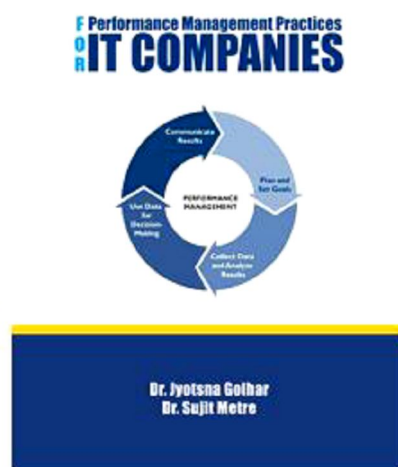 FOR
Performance Management Practices
IT COMPANIES
Communicate
Results
Plan and
Set Goals
PERFORMANCE
MANAGEMENT
Use Data
for
Decision-
Making
Collect Data
and Analyze
Results
Dr. Jyotsna Golhar
Dr. Sujit Metre